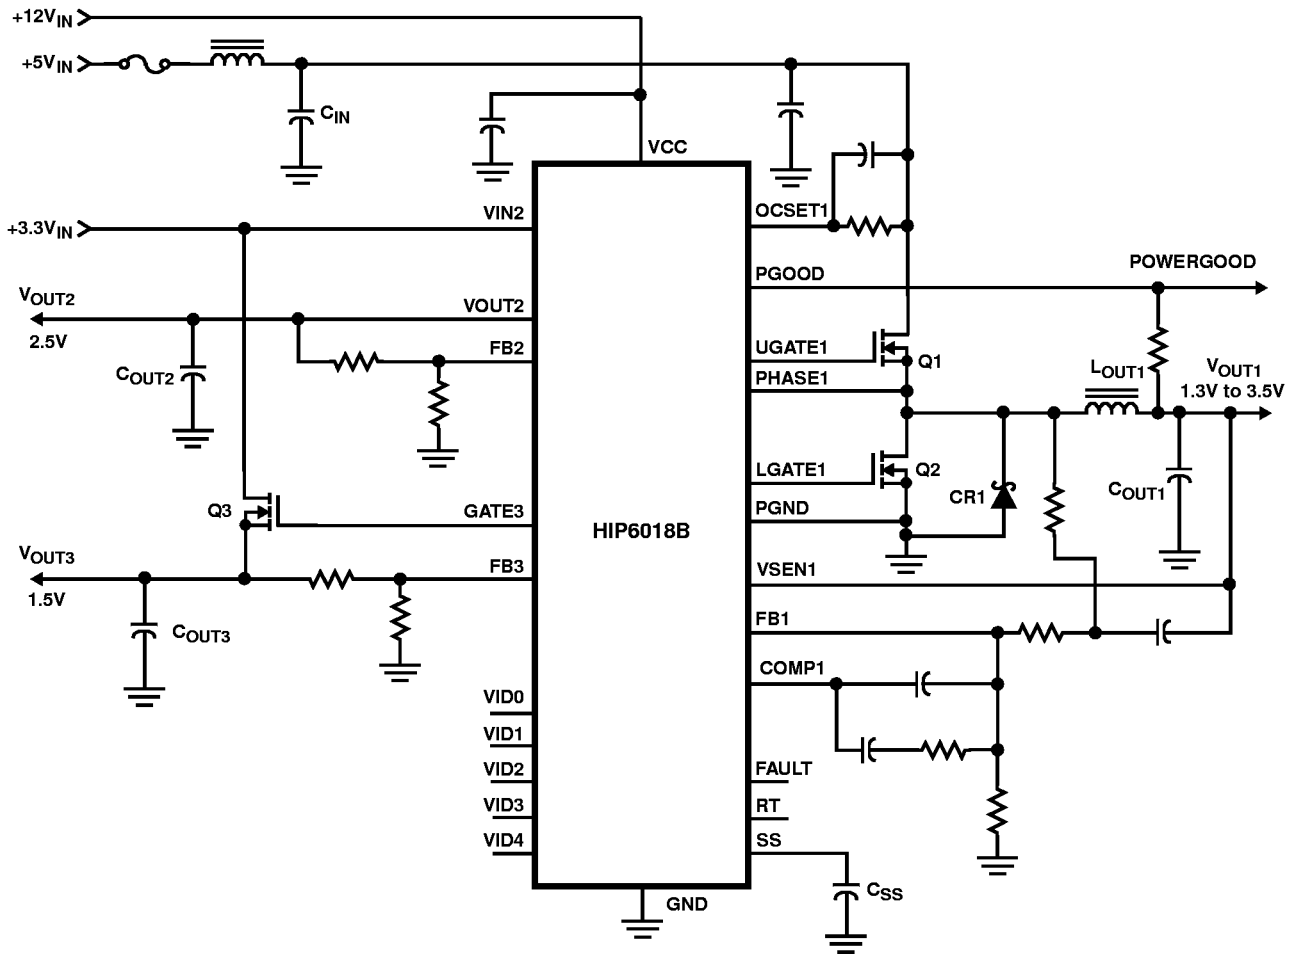 +12VIN
+5VIN
CIN
VCC
+3.3VIN
VIN2
OCSET1
VOUT2
2.5V
VOUT2
PGOOD
POWERGOOD
COUT2
FB2
UGATE1
Q1
PHASE1
LOUT1
VOUT1
1.3V to 3.5V
Q3
GATE3
HIP6018B
LGATE1
Q2
PGND
CR1
COUT1
VOUT3
1.5V
FB3
VSEN1
COUT3
FB1
COMP1
VID0
VID1
VID2
VID3
VID4
FAULT
RT
SS
CSS
GND